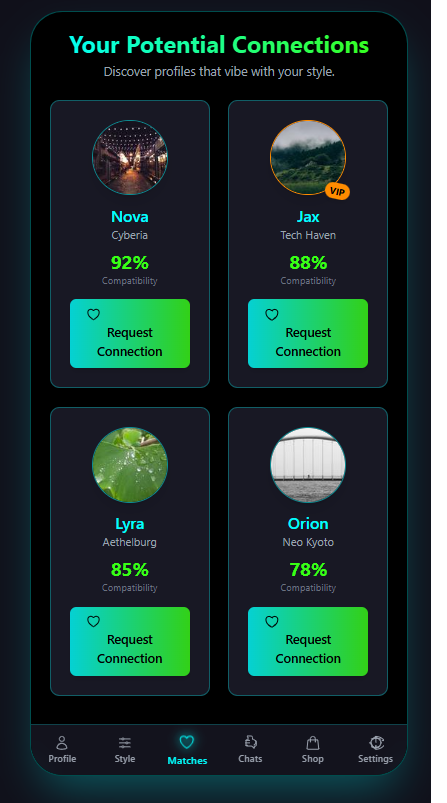 Your Potential Connections
Discover profiles that vibe with your style.
Nova
Cyberia
92%
Compatibility
Request
Connection
VIP
Jax
Tech Haven
88%
Compatibility
Request
Connection
Lyra
Aethelburg
85%
Compatibility
Request
Connection
Orion
Neo Kyoto
78%
Compatibility
Request
Connection
Profile
Style
Matches
Chats
Shop
Settings